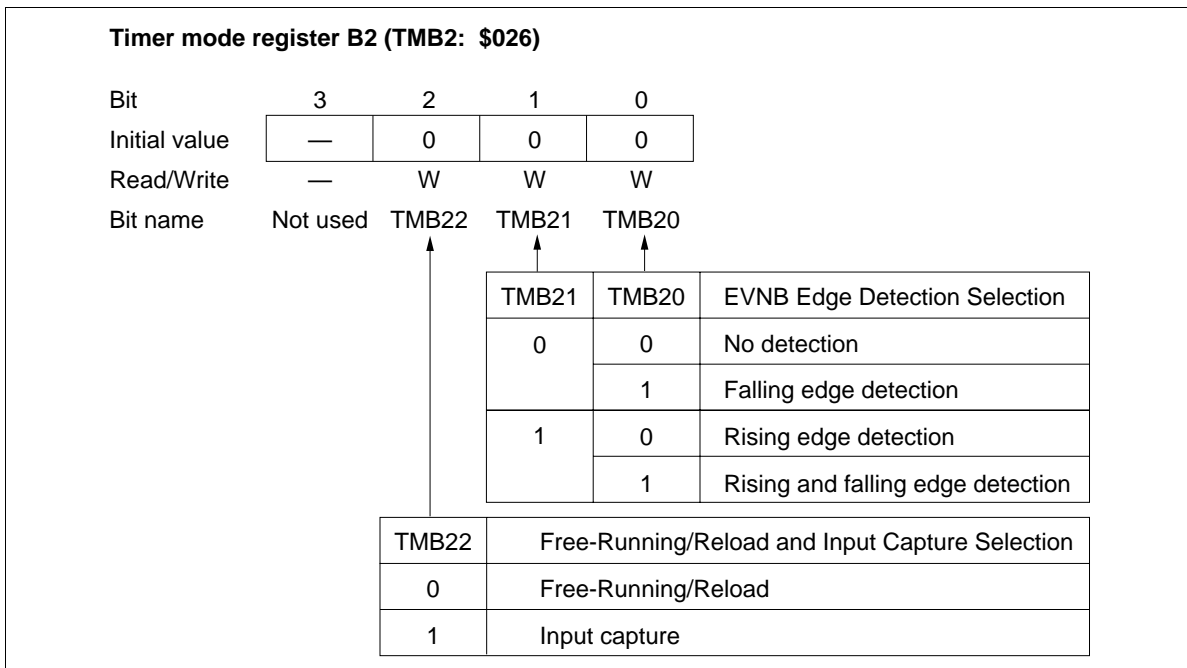 Timer mode register B2 (TMB2: $026)
Bit 3 2 1 0
Initial value — 0 0 0
Read/Write — W W W
Bit name Not used TMB22 TMB21 TMB20
TMB21 TMB20 EVNB Edge Detection Selection
0 0 No detection
1 Falling edge detection
1 0 Rising edge detection
1 Rising and falling edge detection
TMB22 Free-Running/Reload and Input Capture Selection
0 Free-Running/Reload
1 Input capture